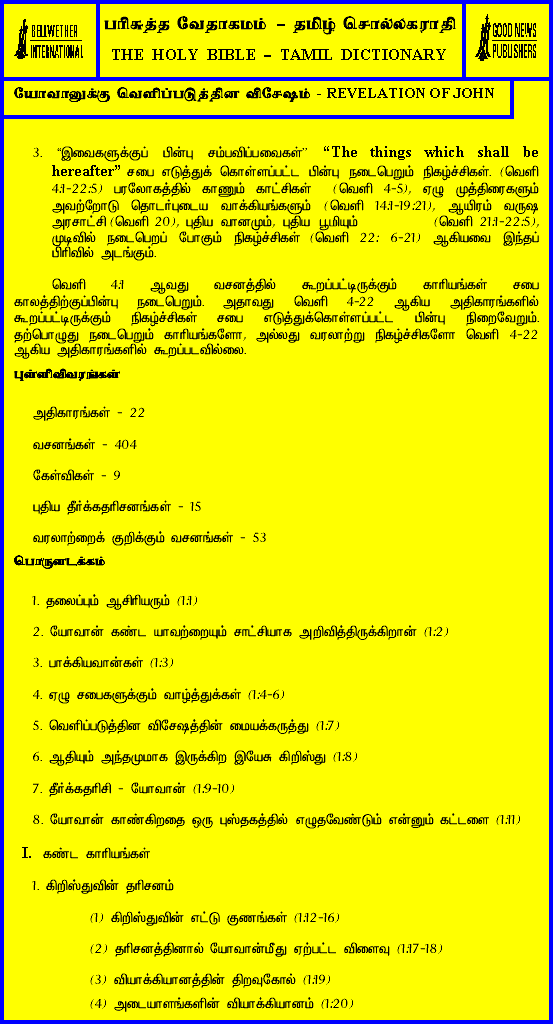 BELLWETHER
INTERNATIONAL
பரிசுத்த வேதாகமம் – தமிழ் சொல்லகராதி
THE HOLY BIBLE – TAMIL DICTIONARY
GOOD NEWS
PUBLISHERS
யோவானுக்கு வெளிப்படுத்தின விசேஷம் - REVELATION OF JOHN
3. “இவைகளுக்குப் பின்பு சம்பவிப்பவைகள்” “The things which shall be
hereafter” சபை எடுத்துக் கொள்ளப்பட்ட பின்பு நடைபெறும் நிகழ்ச்சிகள். (வெளி
4:1-22:5) பரலோகத்தில் காணும் காட்சிகள் (வெளி 4-5), ஏழு முத்திரைகளும்
அவற்றோடு தொடர்புடைய வாக்கியங்களும் (வெளி 14:1-19:21), ஆயிரம் வருஷ
அரசாட்சி (வெளி 20), புதிய வானமும், புதிய பூமியும் (வெளி 21:1-22:5),
முடிவில் நடைபெறப் போகும் நிகழ்ச்சிகள் (வெளி 22: 6-21) ஆகியவை இந்தப்
பிரிவில் அடங்கும்.
வெளி 4:1 ஆவது வசனத்தில் கூறப்பட்டிருக்கும் காரியங்கள் சபை
காலத்திற்குப்பின்பு நடைபெறும். அதாவது வெளி 4-22 ஆகிய அதிகாரங்களில்
கூறப்பட்டிருக்கும் நிகழ்ச்சிகள் சபை எடுத்துக்கொள்ளப்பட்ட பின்பு நிறைவேறும்.
தற்பொழுது நடைபெறும் காரியங்களோ, அல்லது வரலாற்று நிகழ்ச்சிகளோ வெளி 4-22
ஆகிய அதிகாரங்களில் கூறப்படவில்லை.
புள்ளிவிவரங்கள்
அதிகாரங்கள் - 22
வசனங்கள் - 404
கேள்விகள் - 9
புதிய தீர்க்கதரிசனங்கள் - 15
வரலாற்றைக் குறிக்கும் வசனங்கள் - 53
பொருளடக்கம்
1. தலைப்பும் ஆசிரியரும் (1:1)
2. யோவான் கண்ட யாவற்றையும் சாட்சியாக அறிவித்திருக்கிறான் (1:2)
3. பாக்கியவான்கள் (1:3)
4. ஏழு சபைகளுக்கும் வாழ்த்துக்கள் (1:4-6)
5. வெளிப்படுத்தின விசேஷத்தின் மையக்கருத்து (1:7)
6. ஆதியும் அந்தமுமாக இருக்கிற இயேசு கிறிஸ்து (1:8)
7. தீர்க்கதரிசி - யோவான் (1:9-10)
8. யோவான் காண்கிறதை ஒரு புஸ்தகத்தில் எழுதவேண்டும் என்னும் கட்டளை (1:11)
I. கண்ட காரியங்கள்
1. கிறிஸ்துவின் தரிசனம்
(1) கிறிஸ்துவின் எட்டு குணங்கள் (1:12-16)
(2) தரிசனத்தினால் யோவான்மீது ஏற்பட்ட விளைவு (1:17-18)
(3) வியாக்கியானத்தின் திறவுகோல் (1:19)
(4) அடையாளங்களின் வியாக்கியானம் (1:20)